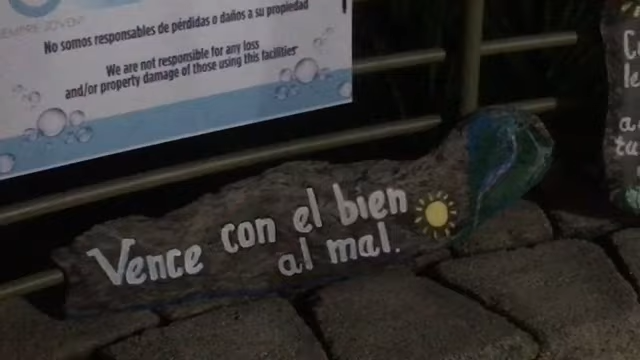 No somos responsables de pérdidas o daños a su propiedad
We are not responsible for any loss
and/or property damage of those using this facilities
Vence con el bien
al mal.